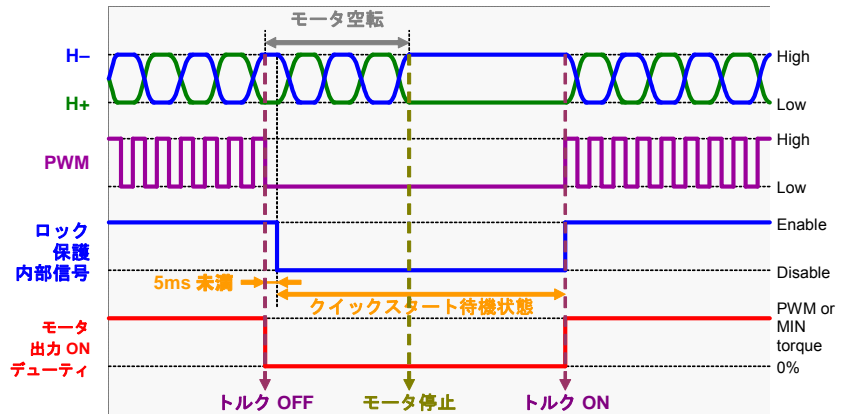 モータ空転
H–
High
H+
Low
PWM
High
Low
ロック
保護
内部信号
Enable
Disable
5ms 未満
クイックスタート待機状態
モータ
出力 ON
デューティ
PWM or
MIN
torque
0%
トルク OFF
モータ停止
トルク ON